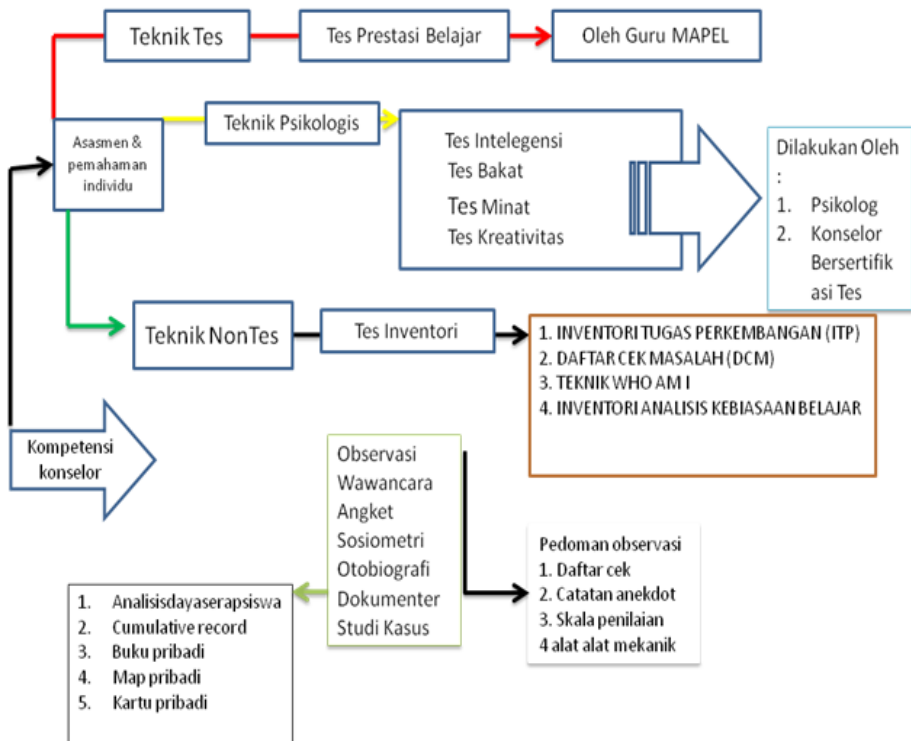 Teknik Tes
Tes Prestasi Belajar
Oleh Guru MAPEL
Asasmen &
pemahaman
individu
Teknik Psikologis
Tes Intelegensi
Tes Bakat
Tes Minat
Tes Kreativitas
Dilakukan Oleh
:
1. Psikolog
2. Konselor
Bersertifik
asi Tes
Teknik NonTes
Tes Inventori
1. INVENTORI TUGAS PERKEMBANGAN (ITP)
2. DAFTAR CEK MASALAH (DCM)
3. TEKNIK WHO AM I
4. INVENTORI ANALISIS KEBIASAAN BELAJAR
Kompetensi
konselor
Observasi
Wawancara
Angket
Sosiometri
Otobiografi
Dokumenter
Studi Kasus
Pedoman observasi
1. Daftar cek
2. Catatan anekdot
3. Skala penilaian
4 alat alat mekanik
1. Analisisdayaserapsiswa
2. Cumulative record
3. Buku pribadi
4. Map pribadi
5. Kartu pribadi